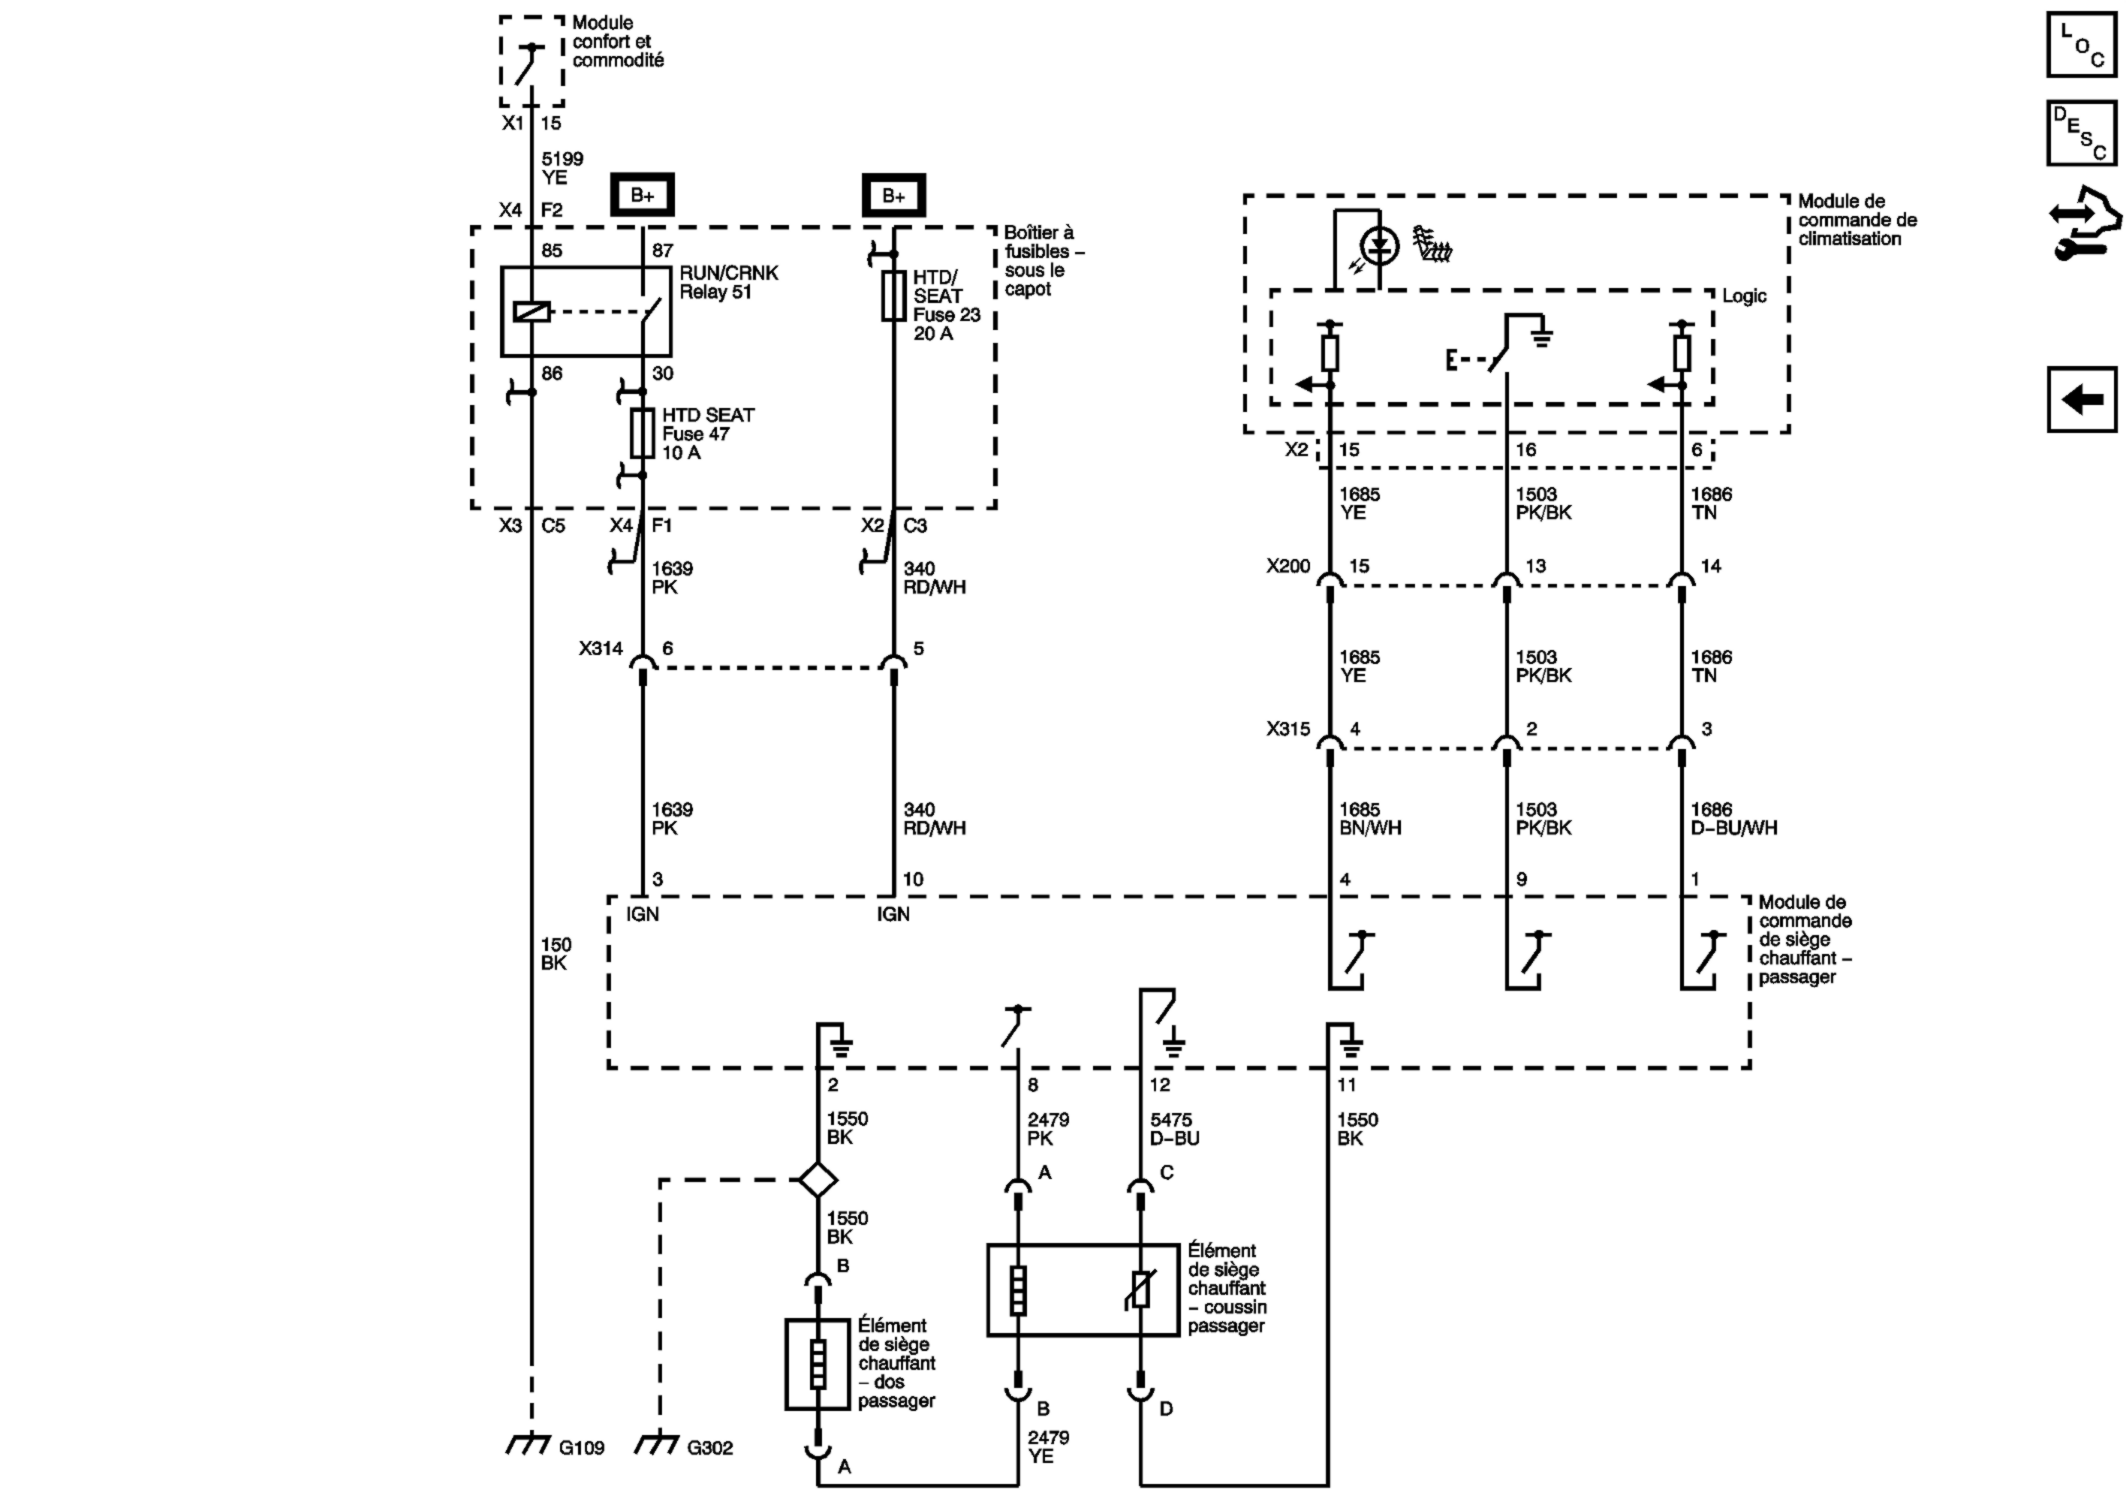 Module
confort et
commodité
X1 15
5199
YE
X4 F2
B+
B+
85
87
RUN/CRNK
Relay 51
86
30
HTD SEAT
Fuse 47
10 A
HTD/
SEAT
Fuse 23
20 A
Boîtier à
fusibles –
sous le
capot
X3 C5
X4 F1
X2 C3
1639
PK
340
RD/WH
X314 6
5
1639
PK
340
RD/WH
3
10
IGN
IGN
150
BK
Module de
commande de
climatisation
Logic
E
X2 15
16
6
1685
YE
1503
PK/BK
1686
TN
X200 15
13
14
1685
YE
1503
PK/BK
1686
TN
X315 4
2
3
1685
BN/WH
1503
PK/BK
1686
D–BU/WH
4
9
1
Module de
commande
de siège
chauffant –
passager
2
8
12
11
1550
BK
2479
PK
5475
D–BU
1550
BK
A
C
1550
BK
B
Élément
de siège
chauffant
– coussin
passager
Élément
de siège
chauffant
– dos
passager
B
D
2479
YE
A
G109
G302
LOC
DESC